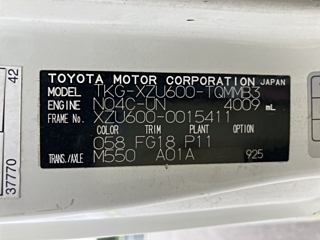 TOYOTA MOTOR CORPORATION JAPAN
MODEL TKG-XZU600-TQMMB3
ENGINE N04C-UN 4009 mL
FRAME No. XZU600-0015411
COLOR TRIM PLANT OPTION
058 FG18 P11
TRANS./AXLE M550 A01A 925
42
37770